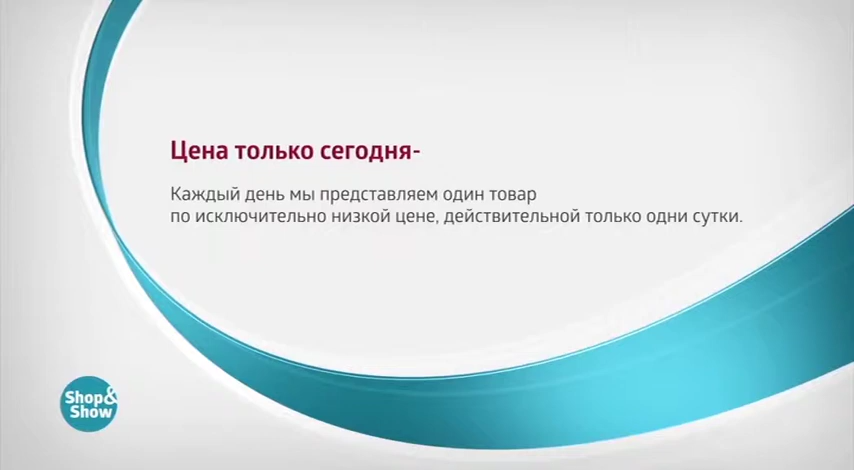 Цена только сегодня-
Каждый день мы представляем один товар
по исключительно низкой цене, действительной только одни сутки.
Shop&
Show